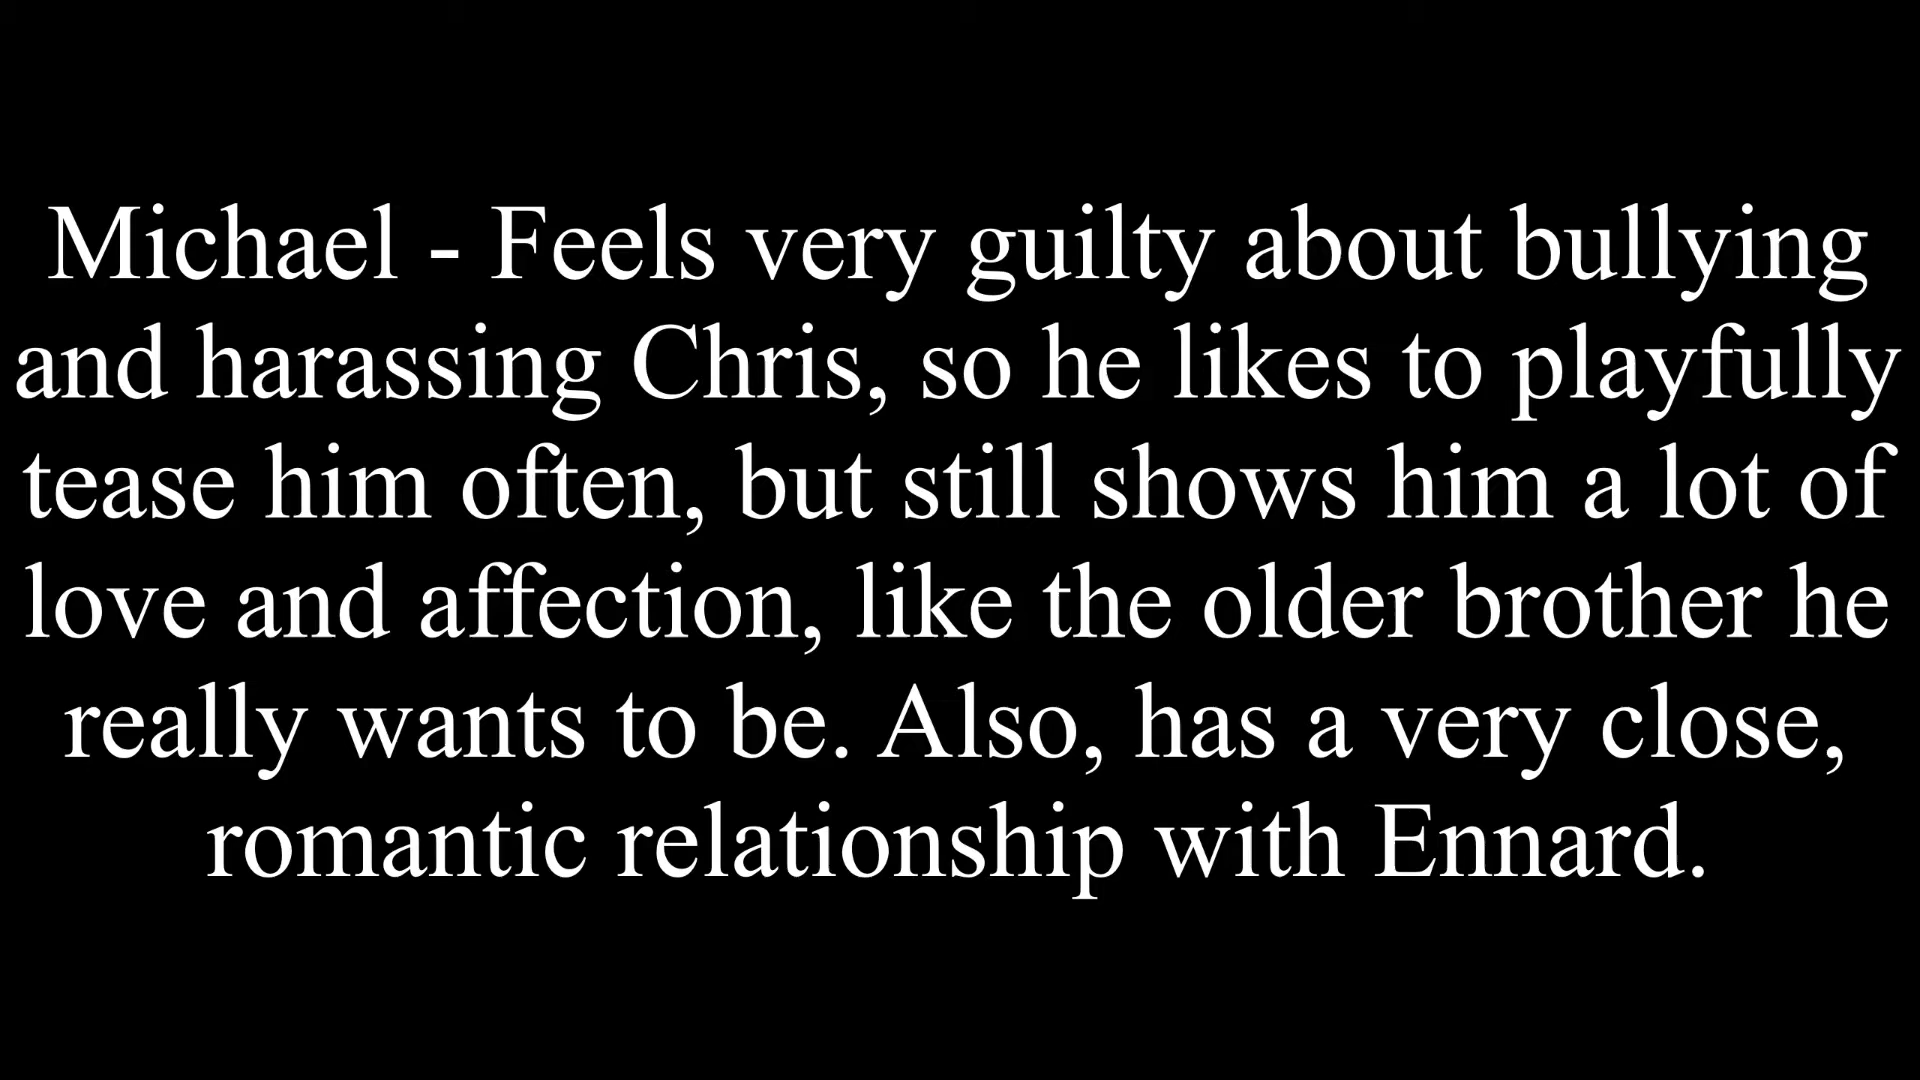 Michael - Feels very guilty about bullying
and harassing Chris, so he likes to playfully
tease him often, but still shows him a lot of
love and affection, like the older brother he
really wants to be. Also, has a very close,
romantic relationship with Ennard.